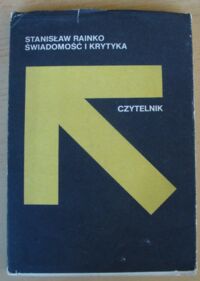 STANISŁAW RAINKO
ŚWIADOMOŚĆ I KRYTYKA
CZYTELNIK